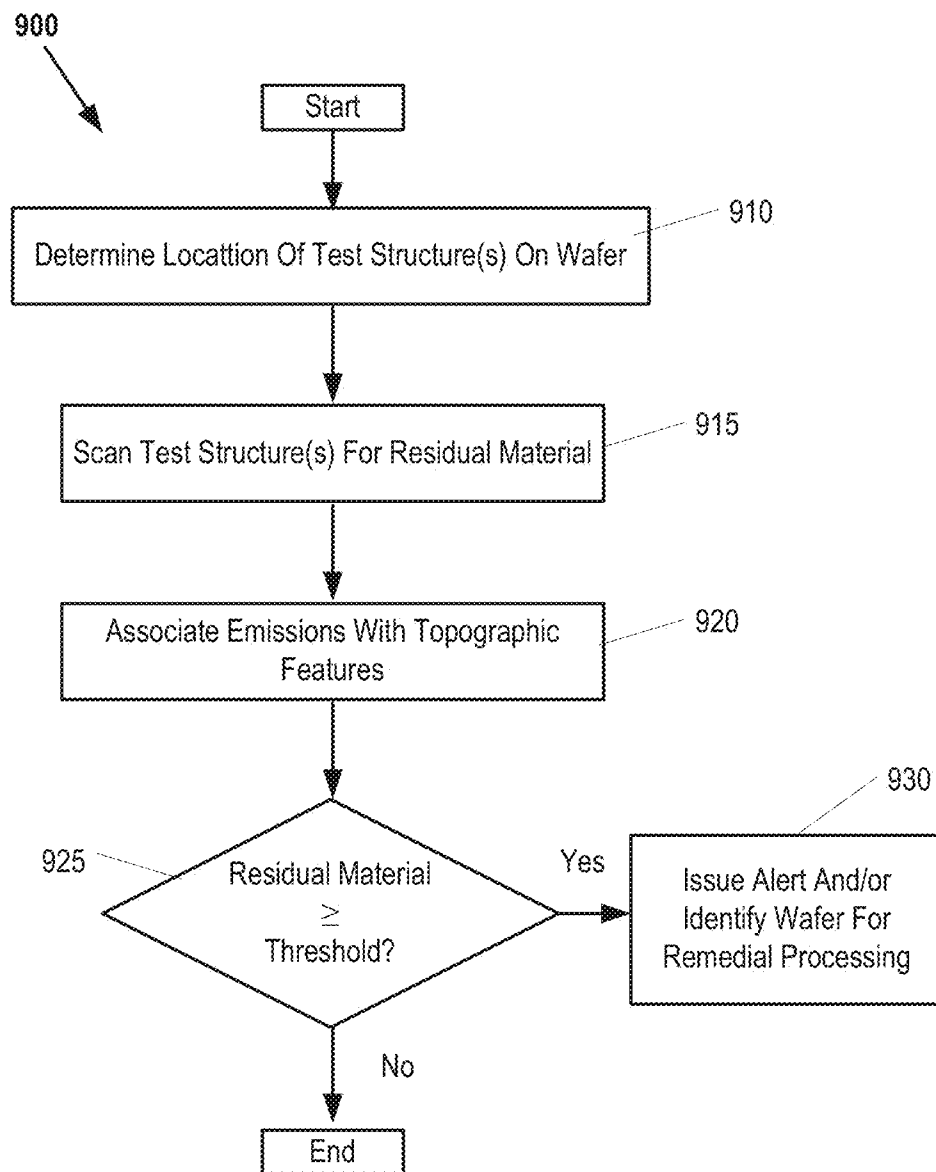 900
Start
910
Determine Locattion Of Test Structure(s) On Wafer
915
Scan Test Structure(s) For Residual Material
920
Associate Emissions With Topographic
Features
925
Residual Material
≥
Threshold?
Yes
930
Issue Alert And/or
Identify Wafer For
Remedial Processing
No
End